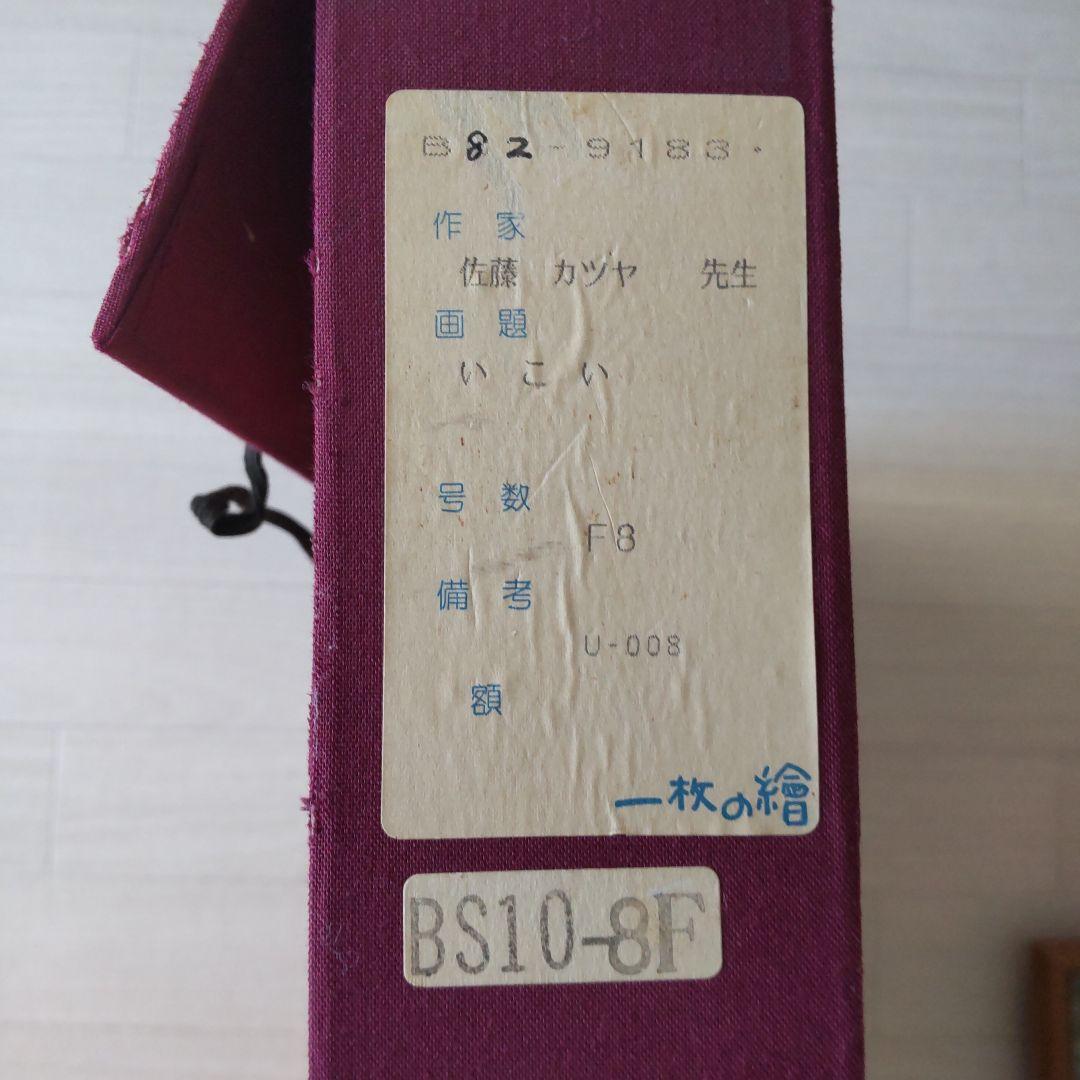 B82-9183.
作家
佐藤 カツヤ 先生
画題
いこい
号数
F8
備考
U-008
額
一枚の繪
BS10-8F